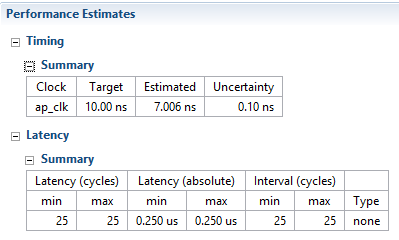 Performance Estimates
Timing
Summary
Clock Target Estimated Uncertainty
ap_clk 10.00 ns 7.006 ns 0.10 ns
Latency
Summary
Latency (cycles) Latency (absolute) Interval (cycles)
min max min max min max Type
25 25 0.250 us 0.250 us 25 25 none